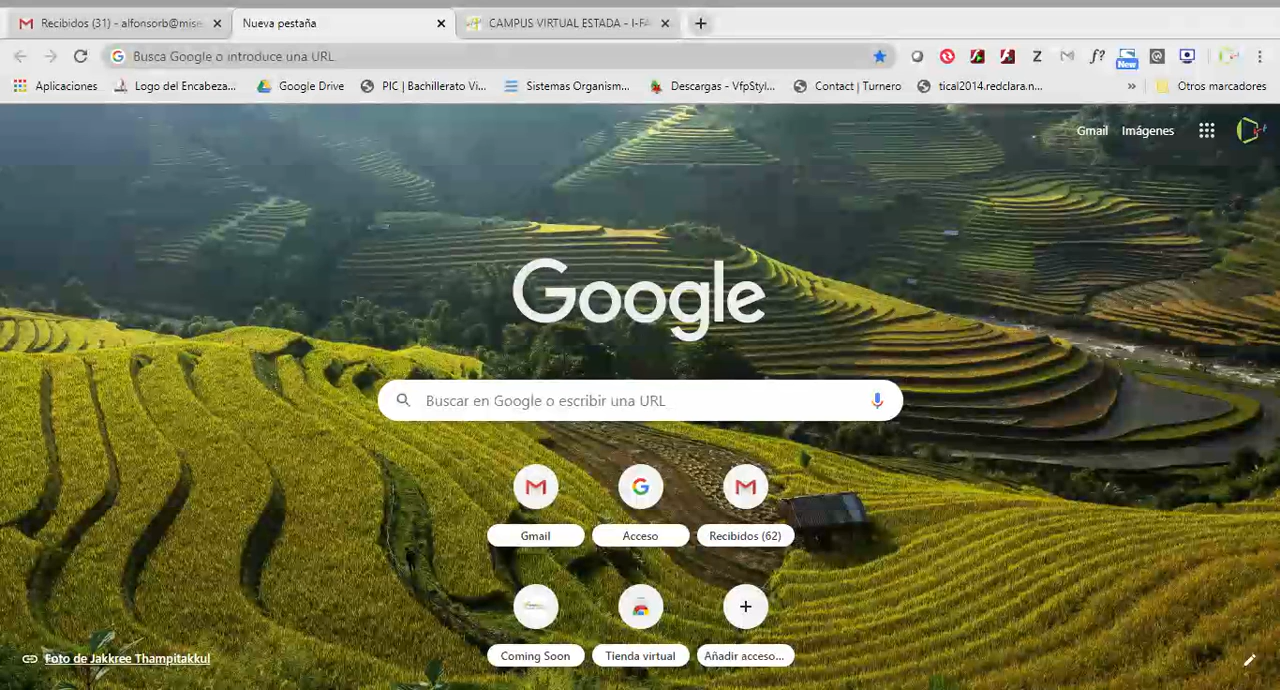 Recibidos (31) - alfonsorb@mise
Nueva pestaña
CAMPUS VIRTUAL ESTADA - I-FA
Busca Google o introduce una URL
Z
f?
New
Aplicaciones
Logo del Encabeza...
Google Drive
PIC | Bachillerato Vi...
Sistemas Organism...
Descargas - VfpStyl...
Contact | Turnero
tical2014.redclara.n...
»
Otros marcadores
Gmail
Imágenes
Google
Buscar en Google o escribir una URL
Gmail
Acceso
Recibidos (62)
Coming Soon
Tienda virtual
Añadir acceso...
Foto de Jakkree Thampitakkul